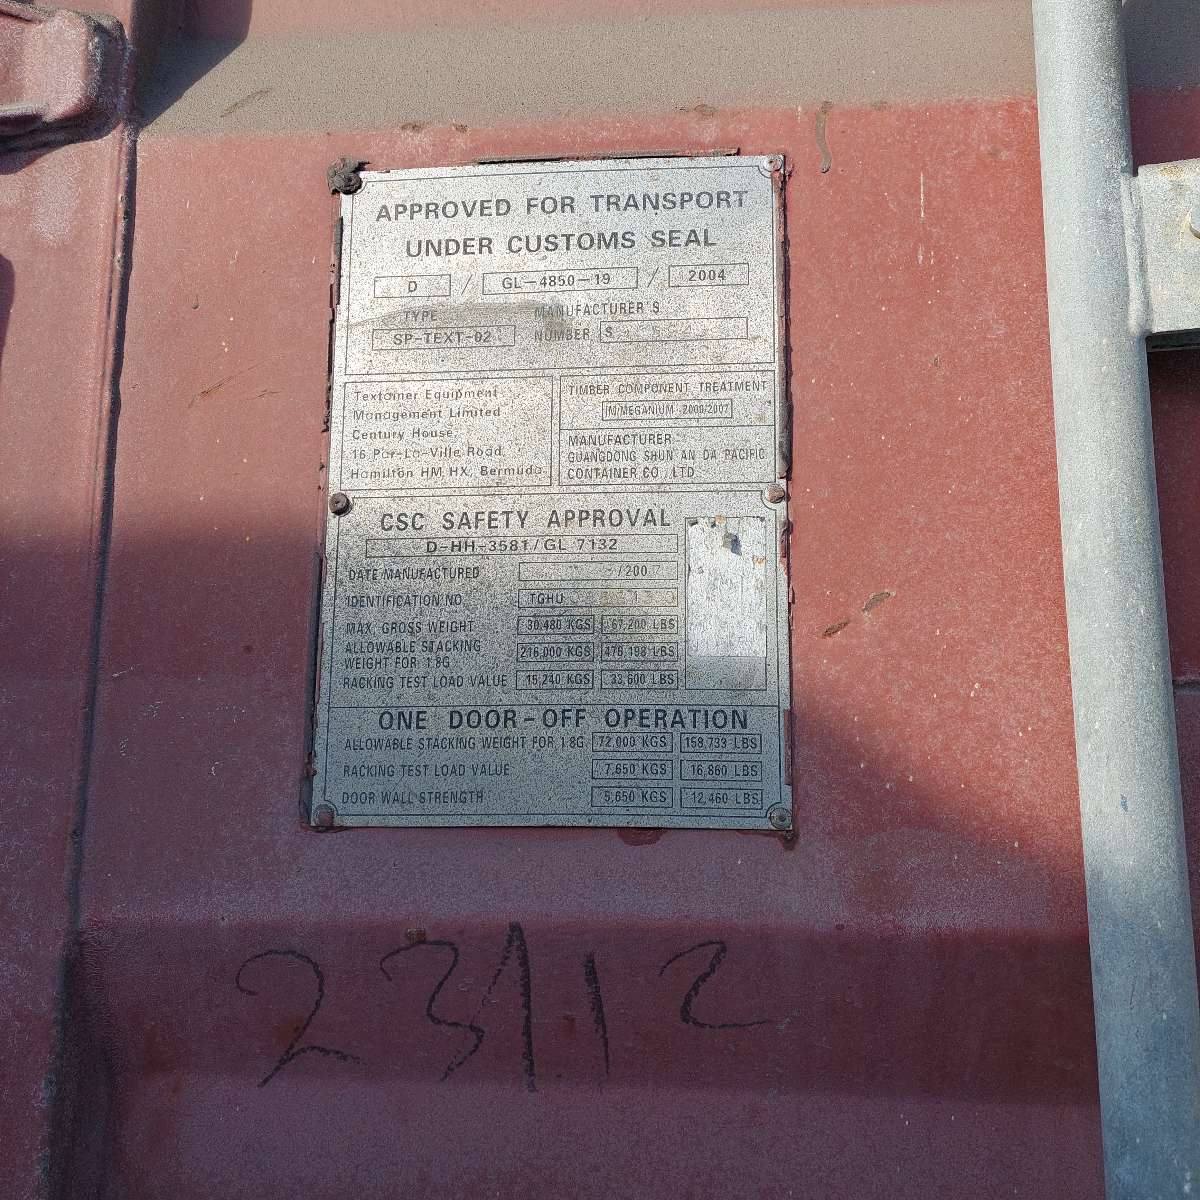 APPROVED FOR TRANSPORT
UNDER CUSTOMS SEAL
D / GL-4850-19 / 2004
TYPE MANUFACTURER'S
SP-TEXT-02 NUMBER S
Textainer Equipment
Management Limited
Century House
16 Par-La-Ville Road
Hamilton HM HX, Bermuda
TIMBER COMPONENT TREATMENT
IM/MEGANIUM 2000/2007
MANUFACTURER:
GUANGDONG SHUN AN DA PACIFIC
CONTAINER CO., LTD
CSC SAFETY APPROVAL
D-HH-3581/GL 7132
DATE MANUFACTURED /2007
IDENTIFICATION NO. TGHU
MAX. GROSS WEIGHT 30,480 KGS 67,200 LBS
ALLOWABLE STACKING
WEIGHT FOR 1.8G 216,000 KGS 476,198 LBS
RACKING TEST LOAD VALUE 15,240 KGS 33,600 LBS
ONE DOOR-OFF OPERATION
ALLOWABLE STACKING WEIGHT FOR 1.8G 72,000 KGS 158,733 LBS
RACKING TEST LOAD VALUE 7,650 KGS 16,860 LBS
DOOR WALL STRENGTH 5,650 KGS 12,460 LBS
23112